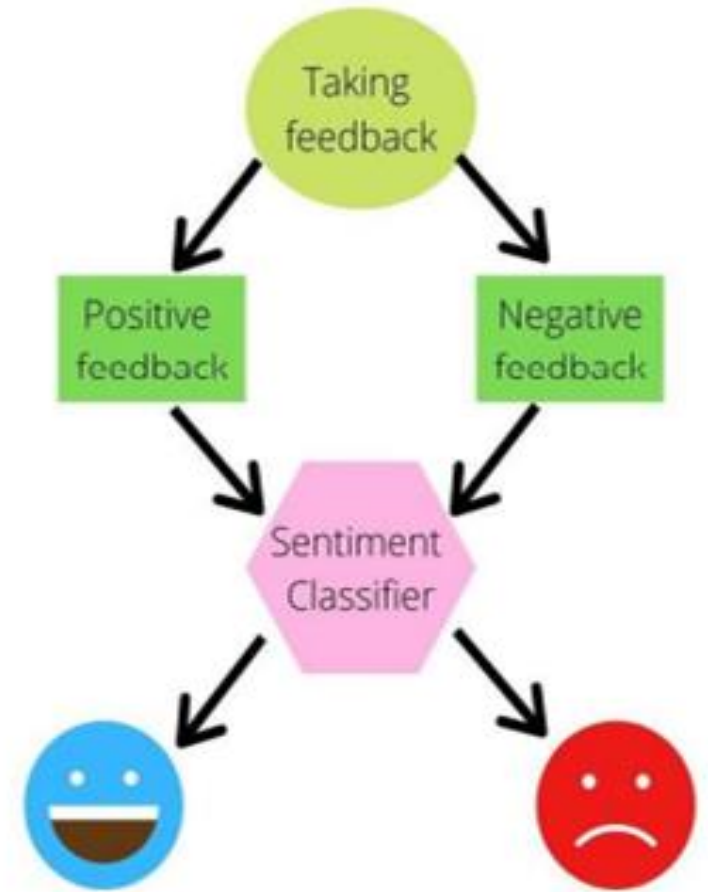 Taking
feedback
Positive
feedback
Negative
feedback
Sentiment
Classifier